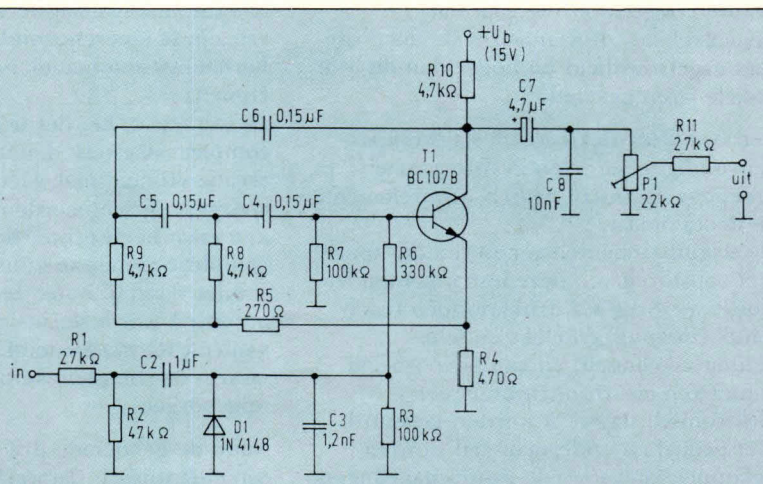 +Ub
(15V)
R10
4,7kΩ
C7
4,7µF
+
C6
0,15µF
R11
27kΩ
T1
BC107B
C8
10nF
P1
22kΩ
uit
C5
0,15µF
C4
0,15µF
R9
4,7kΩ
R8
4,7kΩ
R7
100kΩ
R6
330kΩ
R5
270Ω
R4
470Ω
in
R1
27kΩ
C2
1µF
R2
47kΩ
D1
1N4148
C3
1,2nF
R3
100kΩ